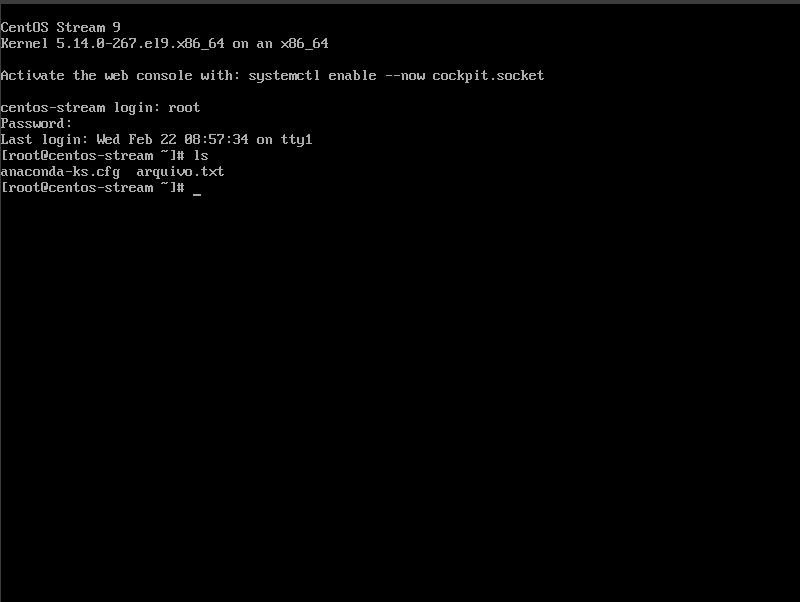 CentOS Stream 9
Kernel 5.14.0-267.el9.x86_64 on an x86_64
Activate the web console with: systemctl enable --now cockpit.socket
centos-stream login: root
Password:
Last login: Wed Feb 22 08:57:34 on tty1
[root@centos-stream ~]# ls
anaconda-ks.cfg  arquivo.txt
[root@centos-stream ~]# _